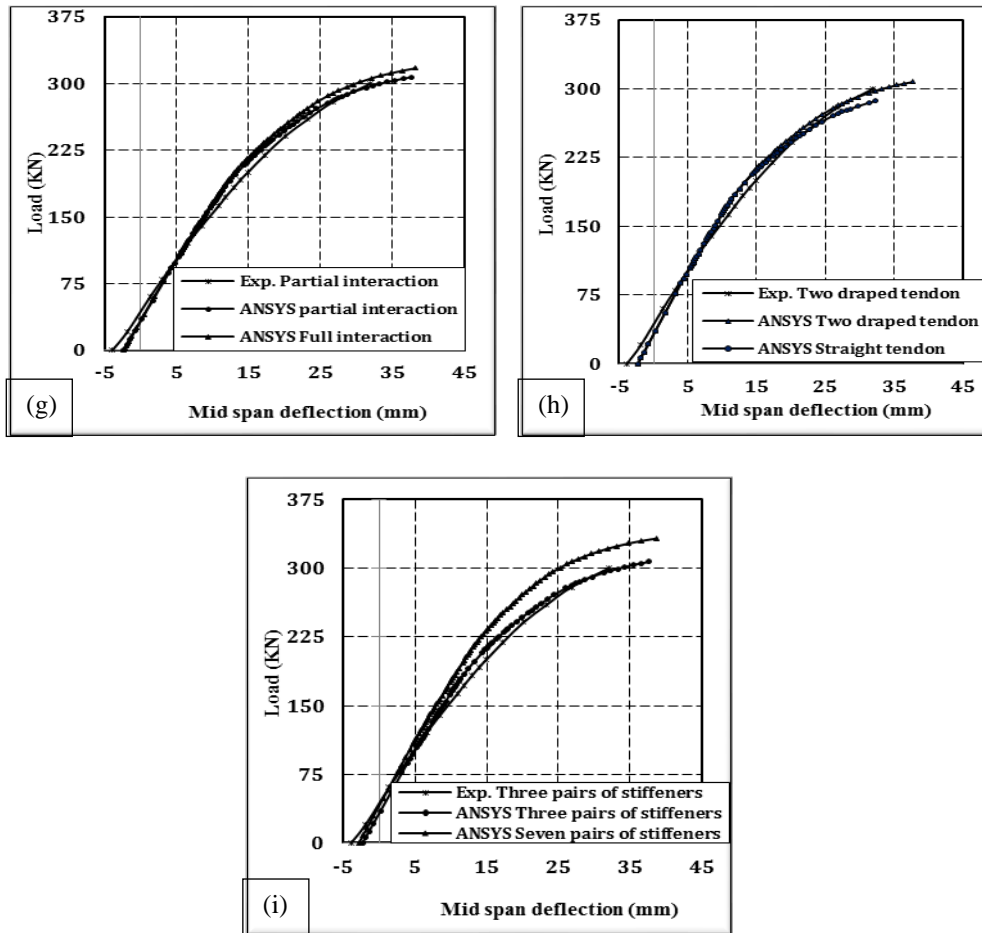 375
300
225
150
75
0
Load (KN)
Exp. Partial interaction
ANSYS partial interaction
ANSYS Full interaction
-5 5 15 25 35 45
Mid span deflection (mm)
(g)
375
300
225
150
75
0
Load (KN)
Exp. Two draped tendon
ANSYS Two draped tendon
ANSYS Straight tendon
-5 5 15 25 35 45
Mid span deflection (mm)
(h)
375
300
225
150
75
0
Load (KN)
Exp. Three pairs of stiffeners
ANSYS Three pairs of stiffeners
ANSYS Seven pairs of stiffeners
-5 5 15 25 35 45
Mid span deflection (mm)
(i)